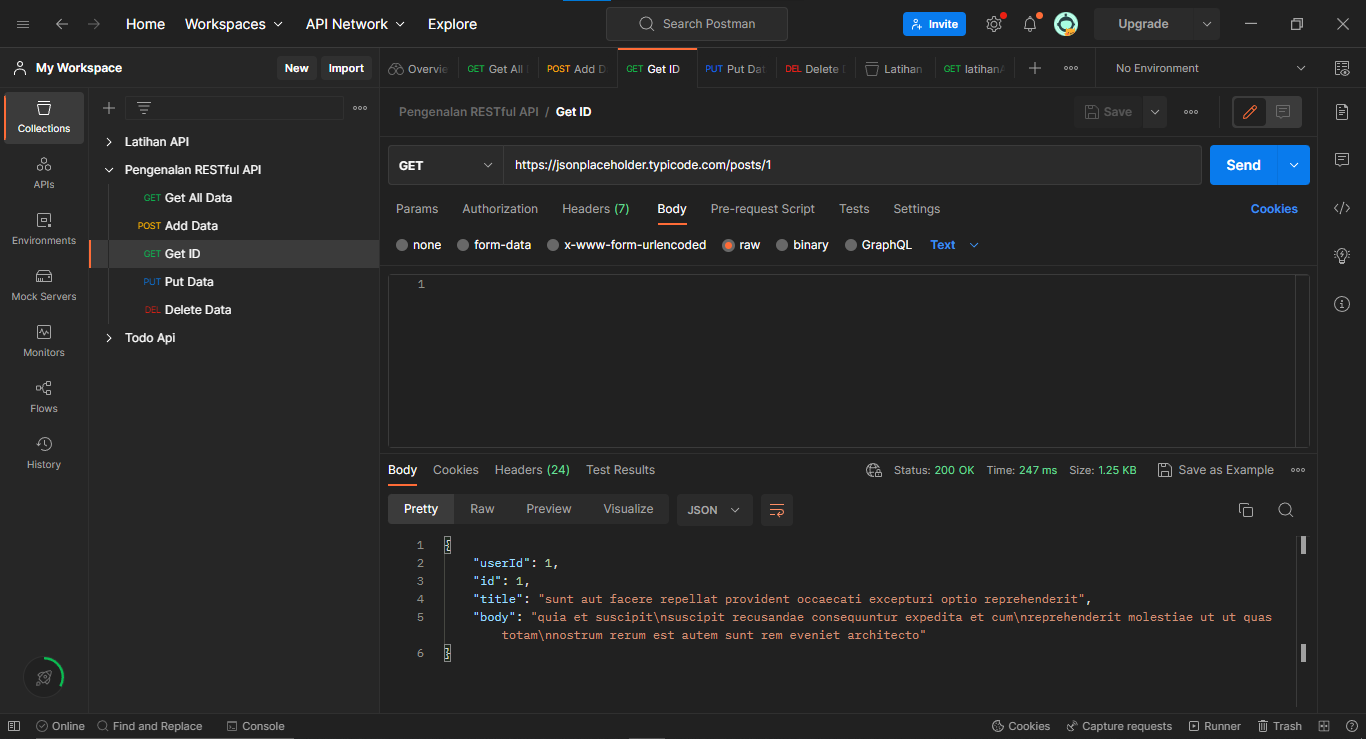 Home Workspaces API Network Explore Search Postman Invite Upgrade
My Workspace New Import Overvie GET Get All POST Add D GET Get ID PUT Put Dat DEL Delete Latihan GET latihanA No Environment
Collections
APIs
Environments
Mock Servers
Monitors
Flows
History
Latihan API
Pengenalan RESTful API
GET Get All Data
POST Add Data
GET Get ID
PUT Put Data
DEL Delete Data
Todo Api
Pengenalan RESTful API / Get ID Save
GET https://jsonplaceholder.typicode.com/posts/1 Send
Params Authorization Headers (7) Body Pre-request Script Tests Settings Cookies
none form-data x-www-form-urlencoded raw binary GraphQL Text
1
Body Cookies Headers (24) Test Results Status: 200 OK Time: 247 ms Size: 1.25 KB Save as Example
Pretty Raw Preview Visualize JSON
1 {
2 "userId": 1,
3 "id": 1,
4 "title": "sunt aut facere repellat provident occaecati excepturi optio reprehenderit",
5 "body": "quia et suscipit\nsuscipit recusandae consequuntur expedita et cum\nreprehenderit molestiae ut ut quas
totam\nnostrum rerum est autem sunt rem eveniet architecto"
6 }
Online Find and Replace Console Cookies Capture requests Runner Trash